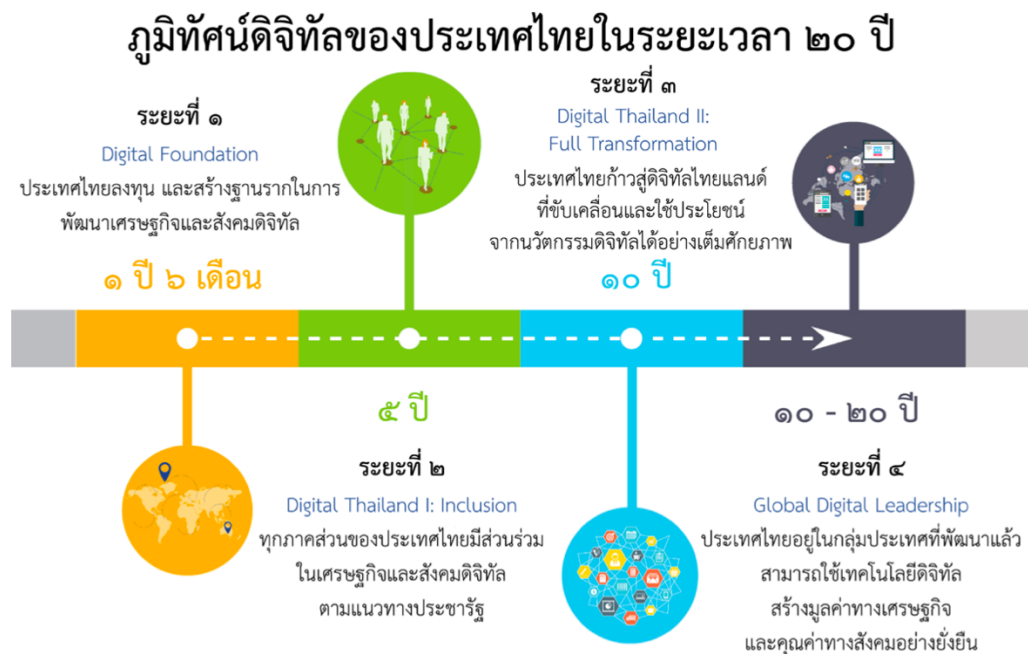 ภูมิทัศน์ดิจิทัลของประเทศไทยในระยะเวลา ๒๐ ปี
ระยะที่ ๑
Digital Foundation
ประเทศไทยลงทุน และสร้างฐานรากในการ
พัฒนาเศรษฐกิจและสังคมดิจิทัล
๑ ปี ๖ เดือน
๕ ปี
ระยะที่ ๒
Digital Thailand I: Inclusion
ทุกภาคส่วนของประเทศไทยมีส่วนร่วม
ในเศรษฐกิจและสังคมดิจิทัล
ตามแนวทางประชารัฐ
ระยะที่ ๓
Digital Thailand II:
Full Transformation
ประเทศไทยก้าวสู่ดิจิทัลไทยแลนด์
ที่ขับเคลื่อนและใช้ประโยชน์
จากนวัตกรรมดิจิทัลได้อย่างเต็มศักยภาพ
๑๐ ปี
๑๐ - ๒๐ ปี
ระยะที่ ๔
Global Digital Leadership
ประเทศไทยอยู่ในกลุ่มประเทศที่พัฒนาแล้ว
สามารถใช้เทคโนโลยีดิจิทัล
สร้างมูลค่าทางเศรษฐกิจ
และคุณค่าทางสังคมอย่างยั่งยืน